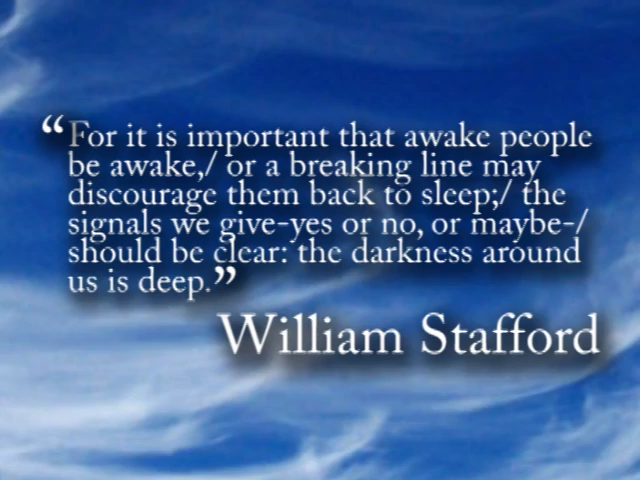 “For it is important that awake people
be awake,/ or a breaking line may
discourage them back to sleep;/ the
signals we give-yes or no, or maybe-/
should be clear: the darkness around
us is deep.”
William Stafford